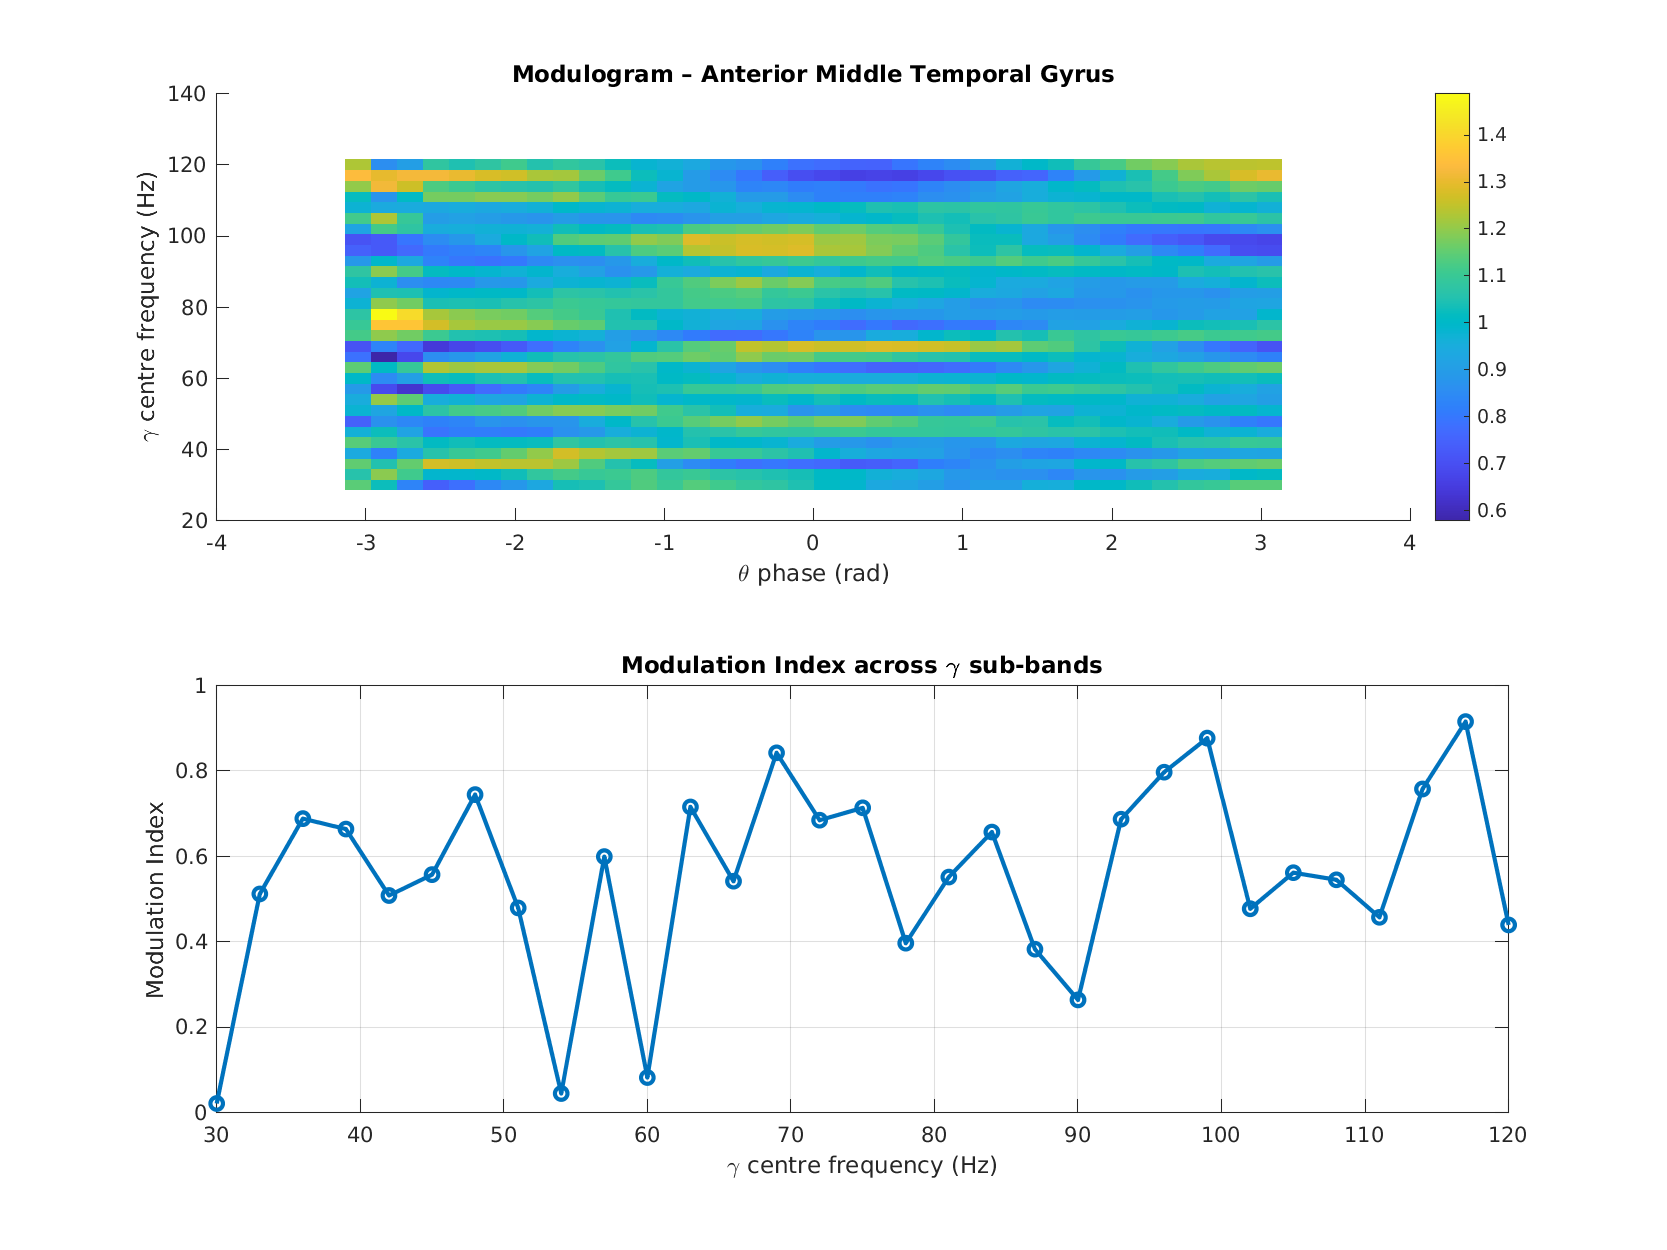 Modulogram – Anterior Middle Temporal Gyrus
140
120
100
80
60
40
20
γ centre frequency (Hz)
-4 -3 -2 -1 0 1 2 3 4
θ phase (rad)
1.4
1.3
1.2
1.1
1
0.9
0.8
0.7
0.6
Modulation Index across γ sub-bands
1
0.8
0.6
0.4
0.2
0
Modulation Index
30 40 50 60 70 80 90 100 110 120
γ centre frequency (Hz)